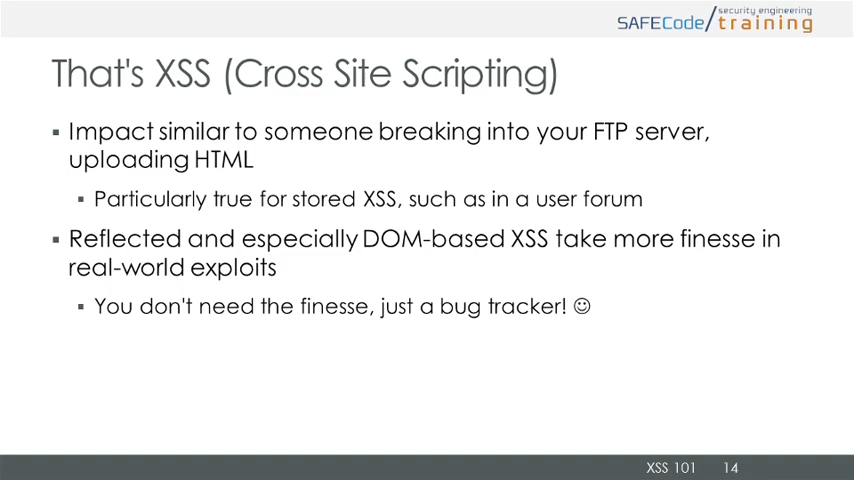 security engineering
SAFECode/training
That's XSS (Cross Site Scripting)
▪ Impact similar to someone breaking into your FTP server,
uploading HTML
▪ Particularly true for stored XSS, such as in a user forum
▪ Reflected and especially DOM-based XSS take more finesse in
real-world exploits
▪ You don't need the finesse, just a bug tracker! ☺
XSS 101 14